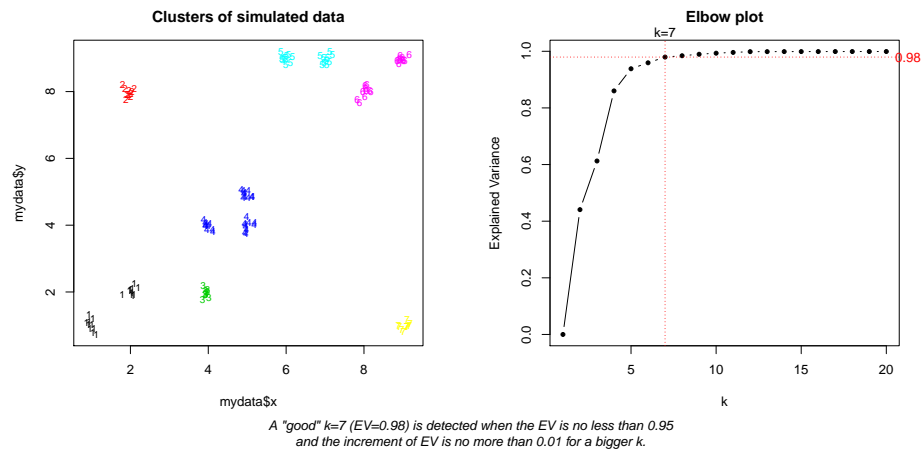 Clusters of simulated data
mydata$y
8
6
4
2
2
4
6
8
mydata$x
Elbow plot
k=7
0.98
Explained Variance
1.0
0.8
0.6
0.4
0.2
0.0
5
10
15
20
k
A "good" k=7 (EV=0.98) is detected when the EV is no less than 0.95
and the increment of EV is no more than 0.01 for a bigger k.